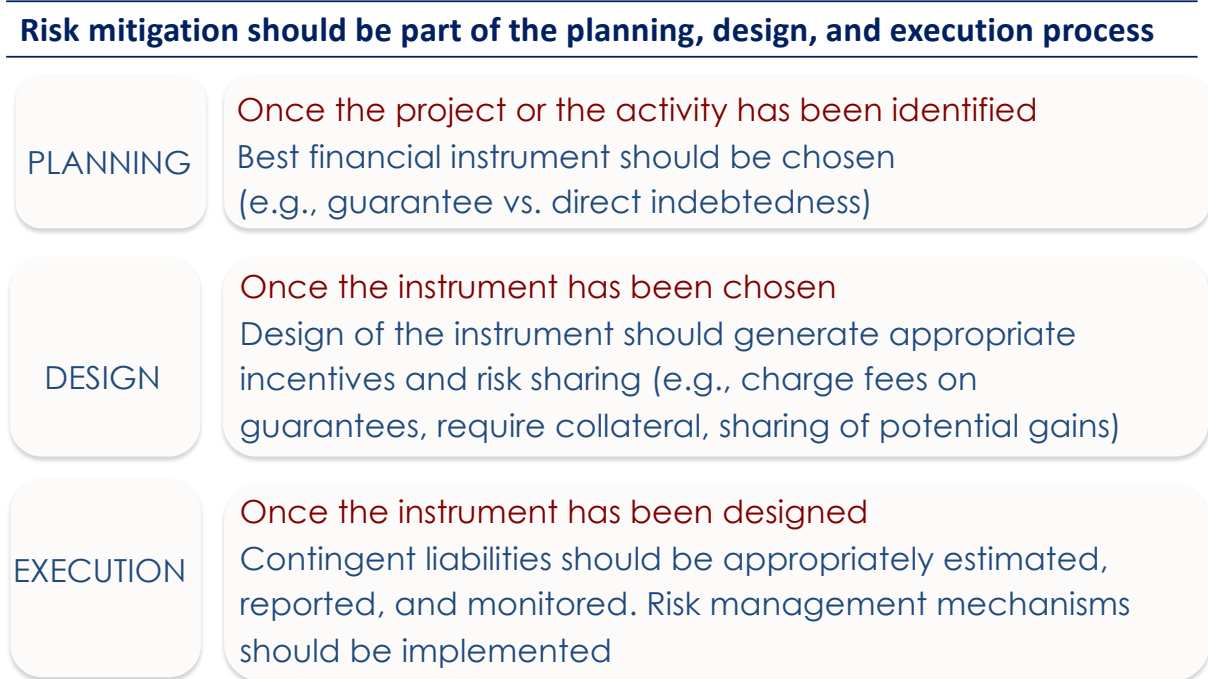 Risk mitigation should be part of the planning, design, and execution process
PLANNING
Once the project or the activity has been identified
Best financial instrument should be chosen
(e.g., guarantee vs. direct indebtedness)
DESIGN
Once the instrument has been chosen
Design of the instrument should generate appropriate
incentives and risk sharing (e.g., charge fees on
guarantees, require collateral, sharing of potential gains)
EXECUTION
Once the instrument has been designed
Contingent liabilities should be appropriately estimated,
reported, and monitored. Risk management mechanisms
should be implemented